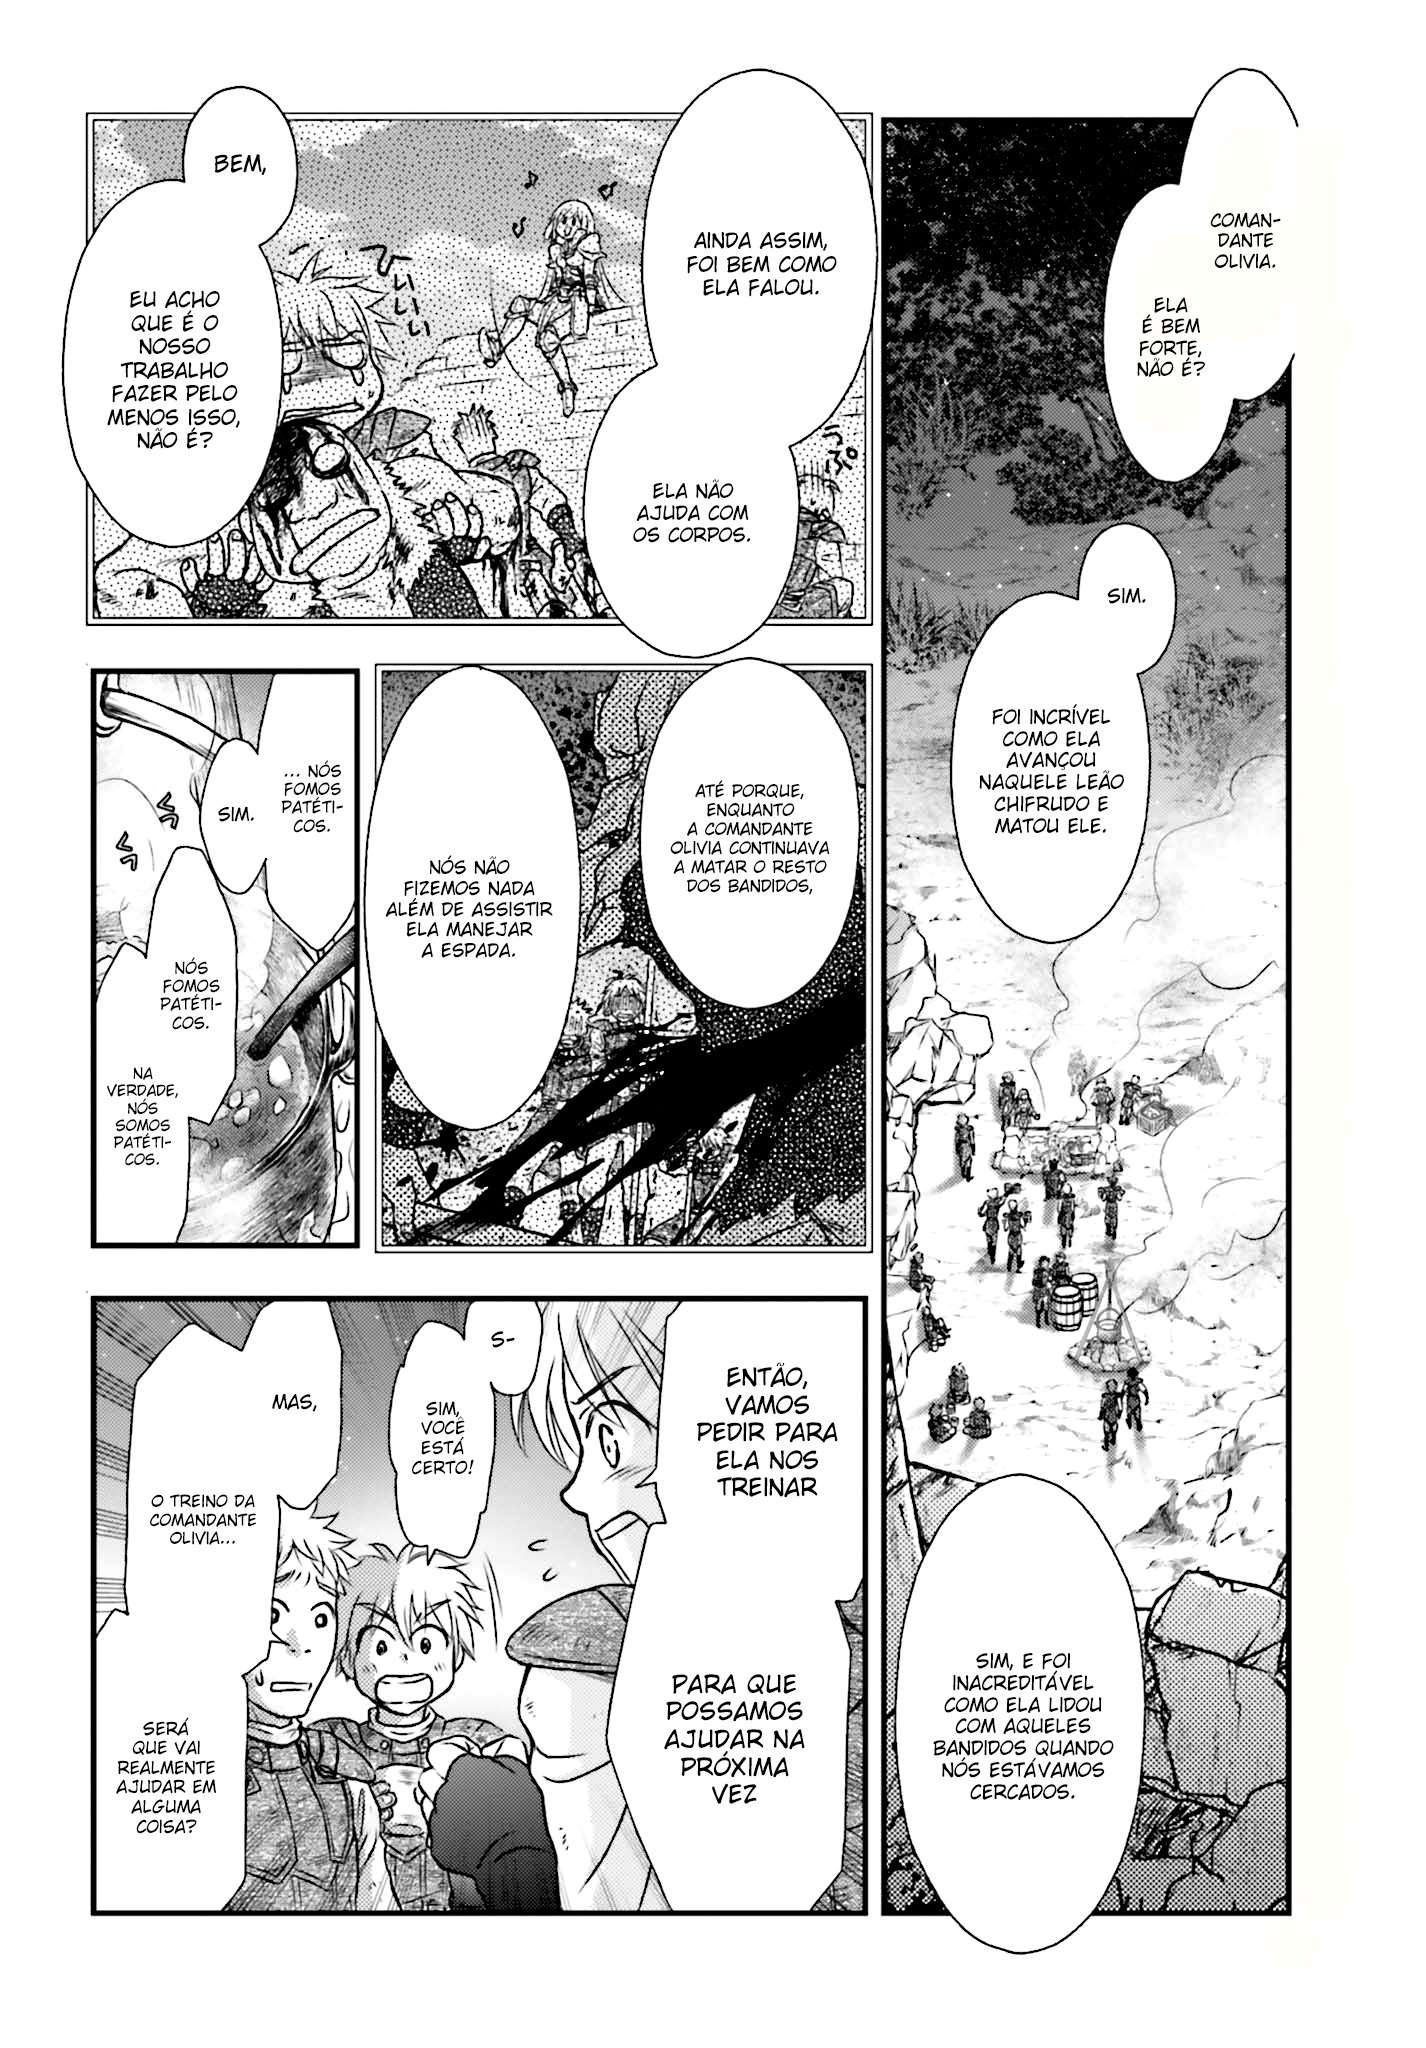 COMAN-
DANTE
OLIVIA.
ELA
É BEM
FORTE,
NÃO É?
SIM.
FOI INCRÍVEL
COMO ELA
AVANÇOU
NAQUELE LEÃO
CHIFRUDO E
MATOU ELE.
SIM, E FOI
INACREDITÁVEL
COMO ELA LIDOU
COM AQUELES
BANDIDOS QUANDO
NÓS ESTÁVAMOS
CERCADOS.
AINDA ASSIM,
FOI BEM COMO
ELA FALOU.
ELA NÃO
AJUDA COM
OS CORPOS.
うぷ
ひいいい
BEM,
EU ACHO
QUE É O
NOSSO
TRABALHO
FAZER PELO
MENOS ISSO,
NÃO É?
ATÉ PORQUE,
ENQUANTO
A COMANDANTE
OLIVIA CONTINUAVA
A MATAR O RESTO
DOS BANDIDOS,
NÓS NÃO
FIZEMOS NADA
ALÉM DE ASSISTIR
ELA MANEJAR
A ESPADA.
... NÓS
FOMOS
PATÉTI-
COS.
SIM.
NÓS
FOMOS
PATÉTI-
COS.
NA
VERDADE,
NÓS
SOMOS
PATÉTI-
COS.
ENTÃO,
VAMOS
PEDIR PARA
ELA NOS
TREINAR
PARA QUE
POSSAMOS
AJUDAR NA
PRÓXIMA
VEZ
S-
SIM,
VOCÊ
ESTÁ
CERTO!
MAS,
O TREINO DA
COMANDANTE
OLIVIA...
SERÁ
QUE VAI
REALMENTE
AJUDAR EM
ALGUMA
COISA?